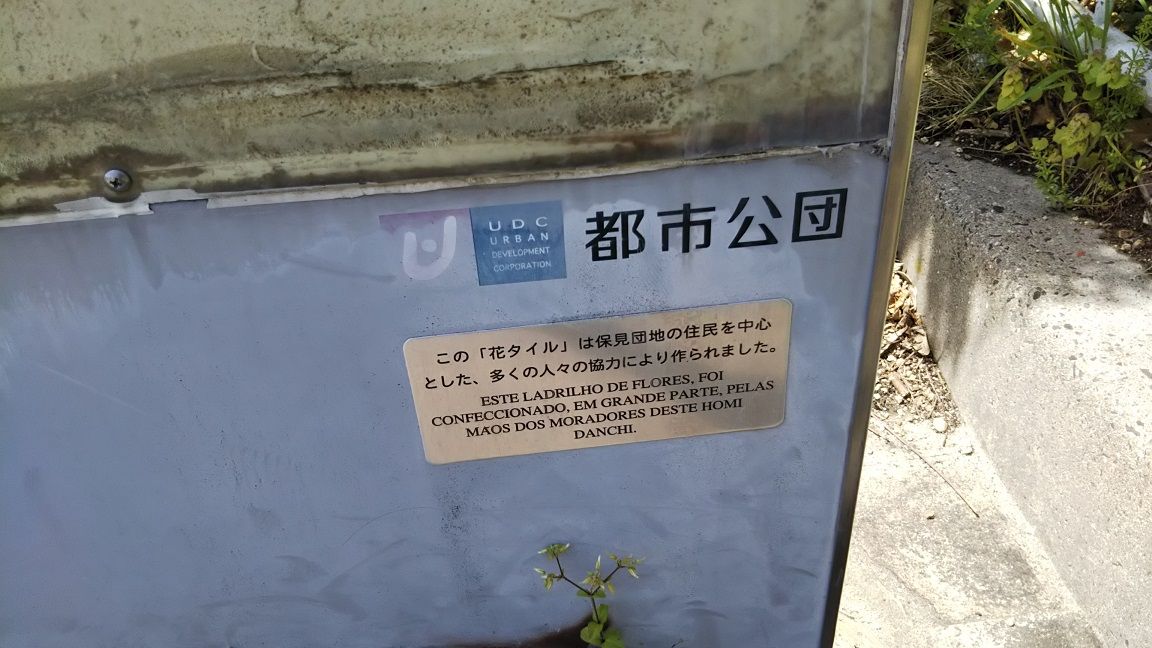 U
UDC
URBAN
DEVELOPMENT
CORPORATION
都市公団
この「花タイル」は保見団地の住民を中心
とした、多くの人々の協力により作られました。
ESTE LADRILHO DE FLORES, FOI
CONFECCIONADO, EM GRANDE PARTE, PELAS
MÃOS DOS MORADORES DESTE HOMI
DANCHI.